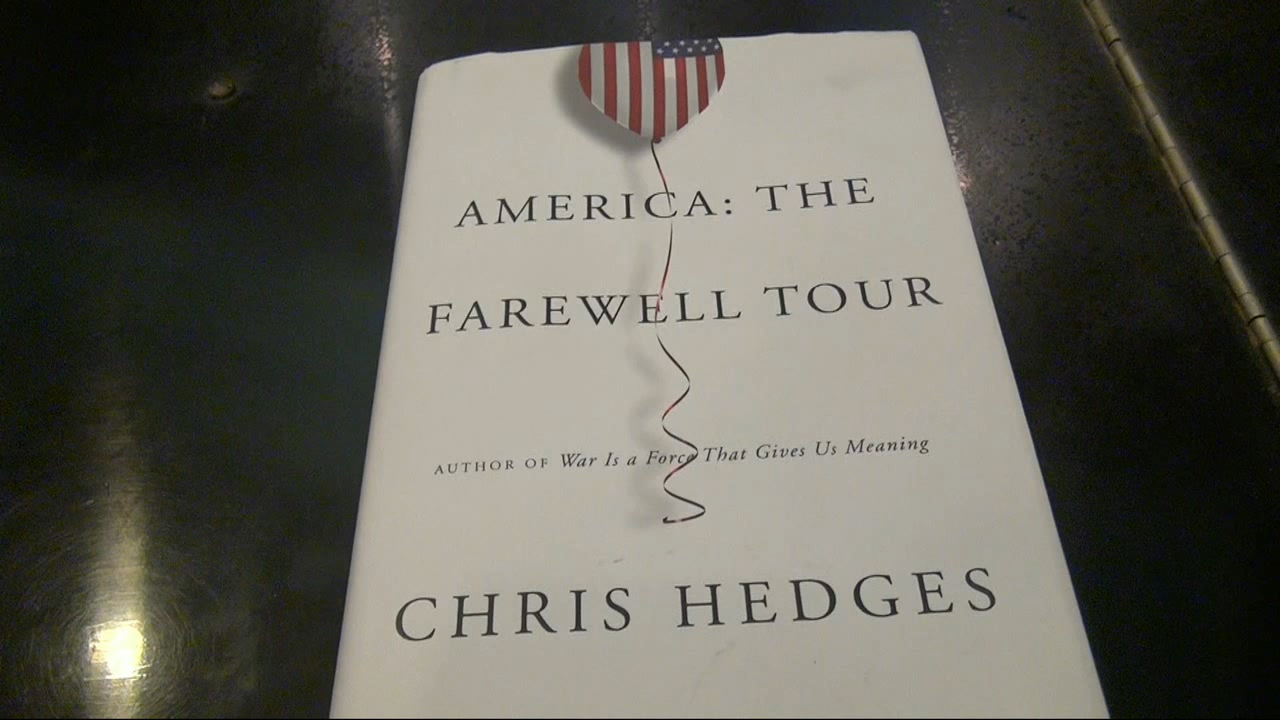 AMERICA: THE
FAREWELL TOUR
AUTHOR OF War Is a Force That Gives Us Meaning
CHRIS HEDGES